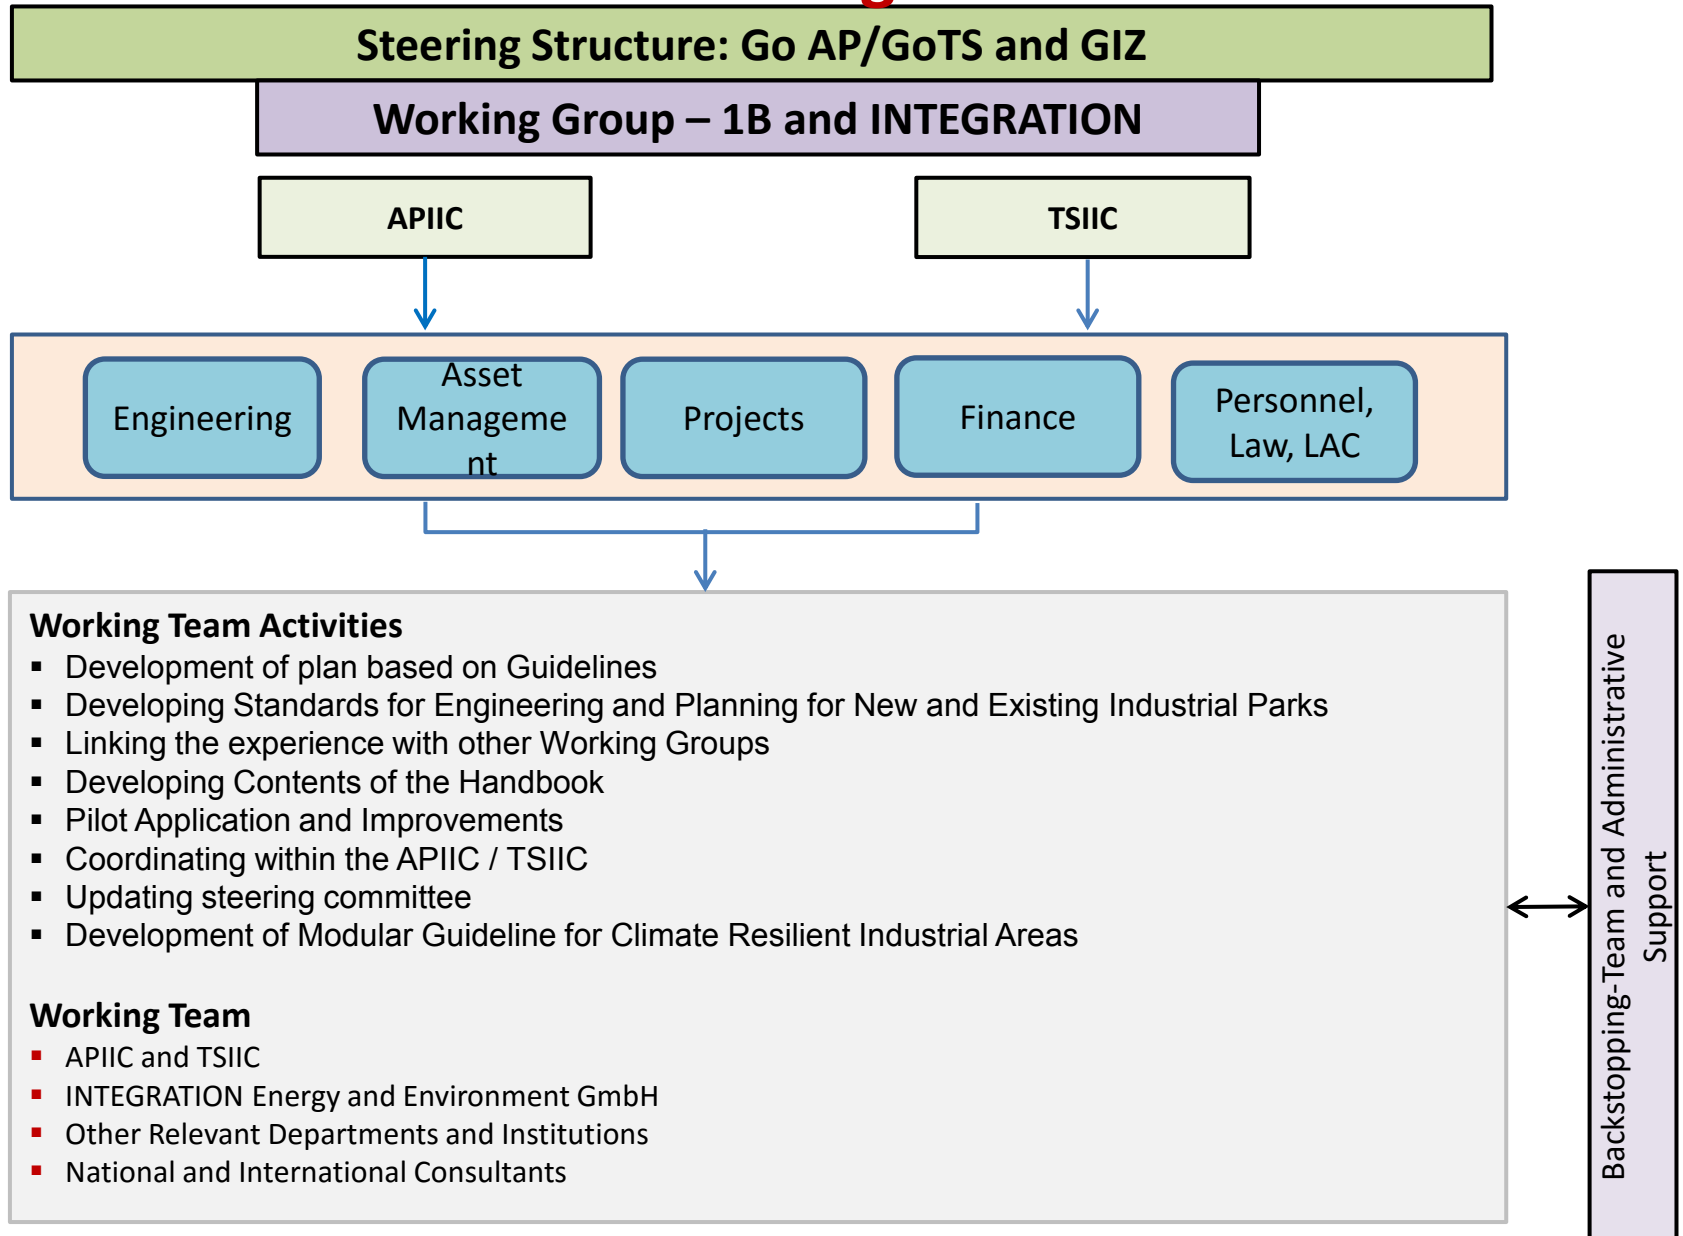 Steering Structure: Go AP/GoTS and GIZ
Working Group – 1B and INTEGRATION
APIIC
TSIIC
Engineering
Asset
Manageme
nt
Projects
Finance
Personnel,
Law, LAC
Working Team Activities
▪ Development of plan based on Guidelines
▪ Developing Standards for Engineering and Planning for New and Existing Industrial Parks
▪ Linking the experience with other Working Groups
▪ Developing Contents of the Handbook
▪ Pilot Application and Improvements
▪ Coordinating within the APIIC / TSIIC
▪ Updating steering committee
▪ Development of Modular Guideline for Climate Resilient Industrial Areas
Working Team
▪ APIIC and TSIIC
▪ INTEGRATION Energy and Environment GmbH
▪ Other Relevant Departments and Institutions
▪ National and International Consultants
Backstopping-Team and Administrative
Support